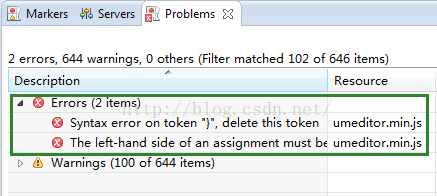 Markers Servers Problems
2 errors, 644 warnings, 0 others (Filter matched 102 of 646 items)
Description Resource
Errors (2 items)
Syntax error on token "}", delete this token umeditor.min.js
The left-hand side of an assignment must be umeditor.min.js
Warnings (100 of 644 items)
http://blog.csdn.net/